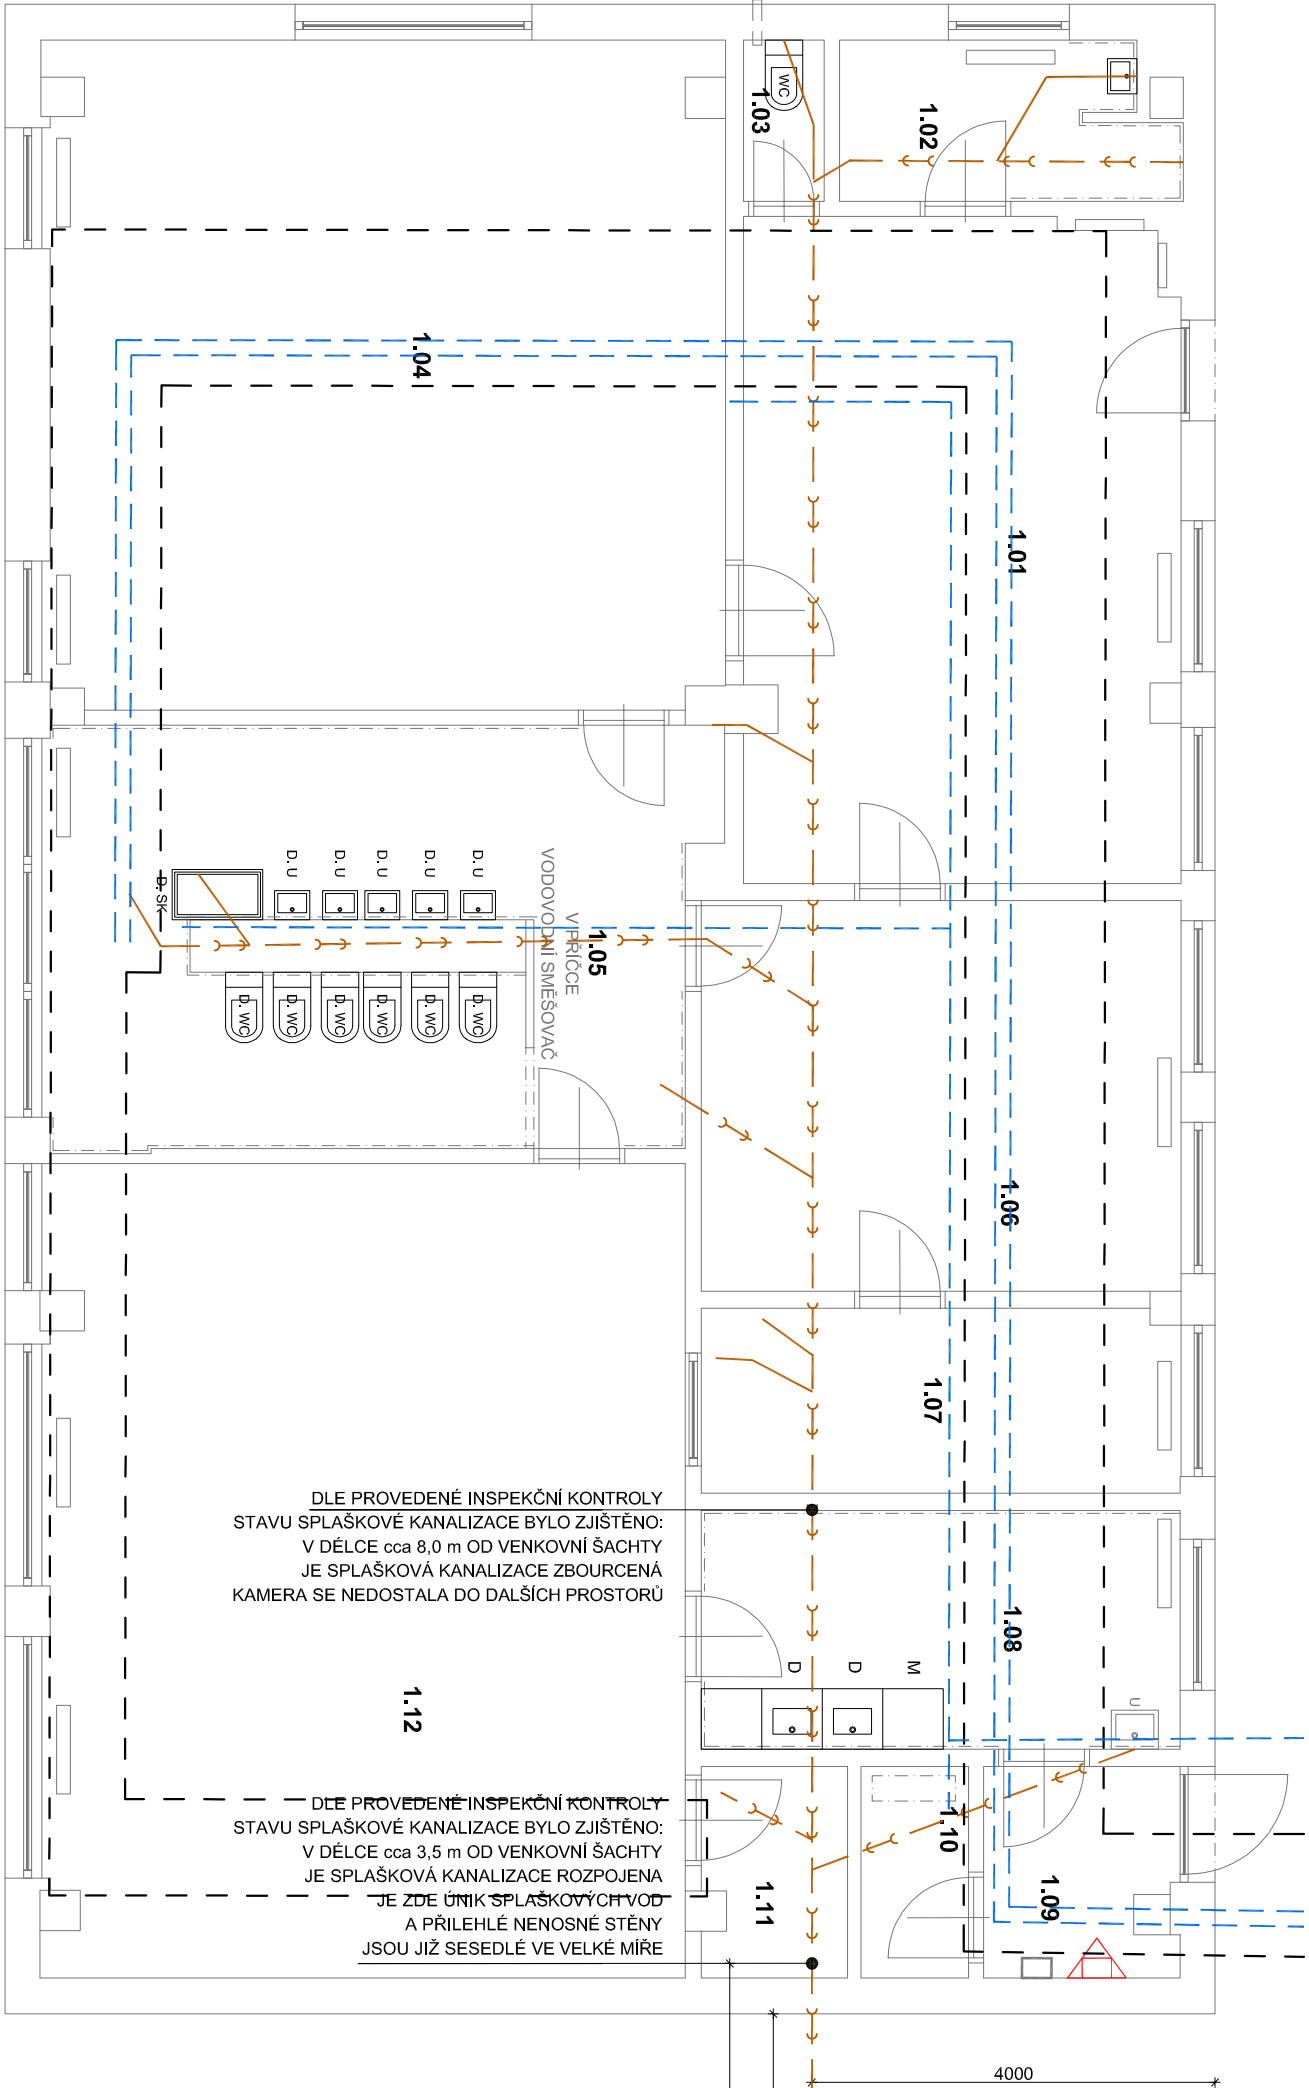 WC
1.03
1.02
1.04
1.01
D. U
D. U
D. U
D. U
D. U
D. SK
V PŘÍČCE
VODOVODNÍ SMĚŠOVAČ
1.05
D. WC
D. WC
D. WC
D. WC
D. WC
D. WC
1.06
1.07
DLE PROVEDENÉ INSPEKČNÍ KONTROLY
STAVU SPLAŠKOVÉ KANALIZACE BYLO ZJIŠTĚNO:
V DÉLCE cca 8,0 m OD VENKOVNÍ ŠACHTY
JE SPLAŠKOVÁ KANALIZACE ZBOURCENÁ
KAMERA SE NEDOSTALA DO DALŠÍCH PROSTORŮ
1.08
D
D
M
U
1.12
DLE PROVEDENÉ INSPEKČNÍ KONTROLY
STAVU SPLAŠKOVÉ KANALIZACE BYLO ZJIŠTĚNO:
V DÉLCE cca 3,5 m OD VENKOVNÍ ŠACHTY
JE SPLAŠKOVÁ KANALIZACE ROZPOJENA
JE ZDE ÚNIK SPLAŠKOVÝCH VOD
A PŘILEHLÉ NENOSNÉ STĚNY
JSOU JIŽ SESEDLÉ VE VELKÉ MÍŘE
1.10
1.11
1.09
4000